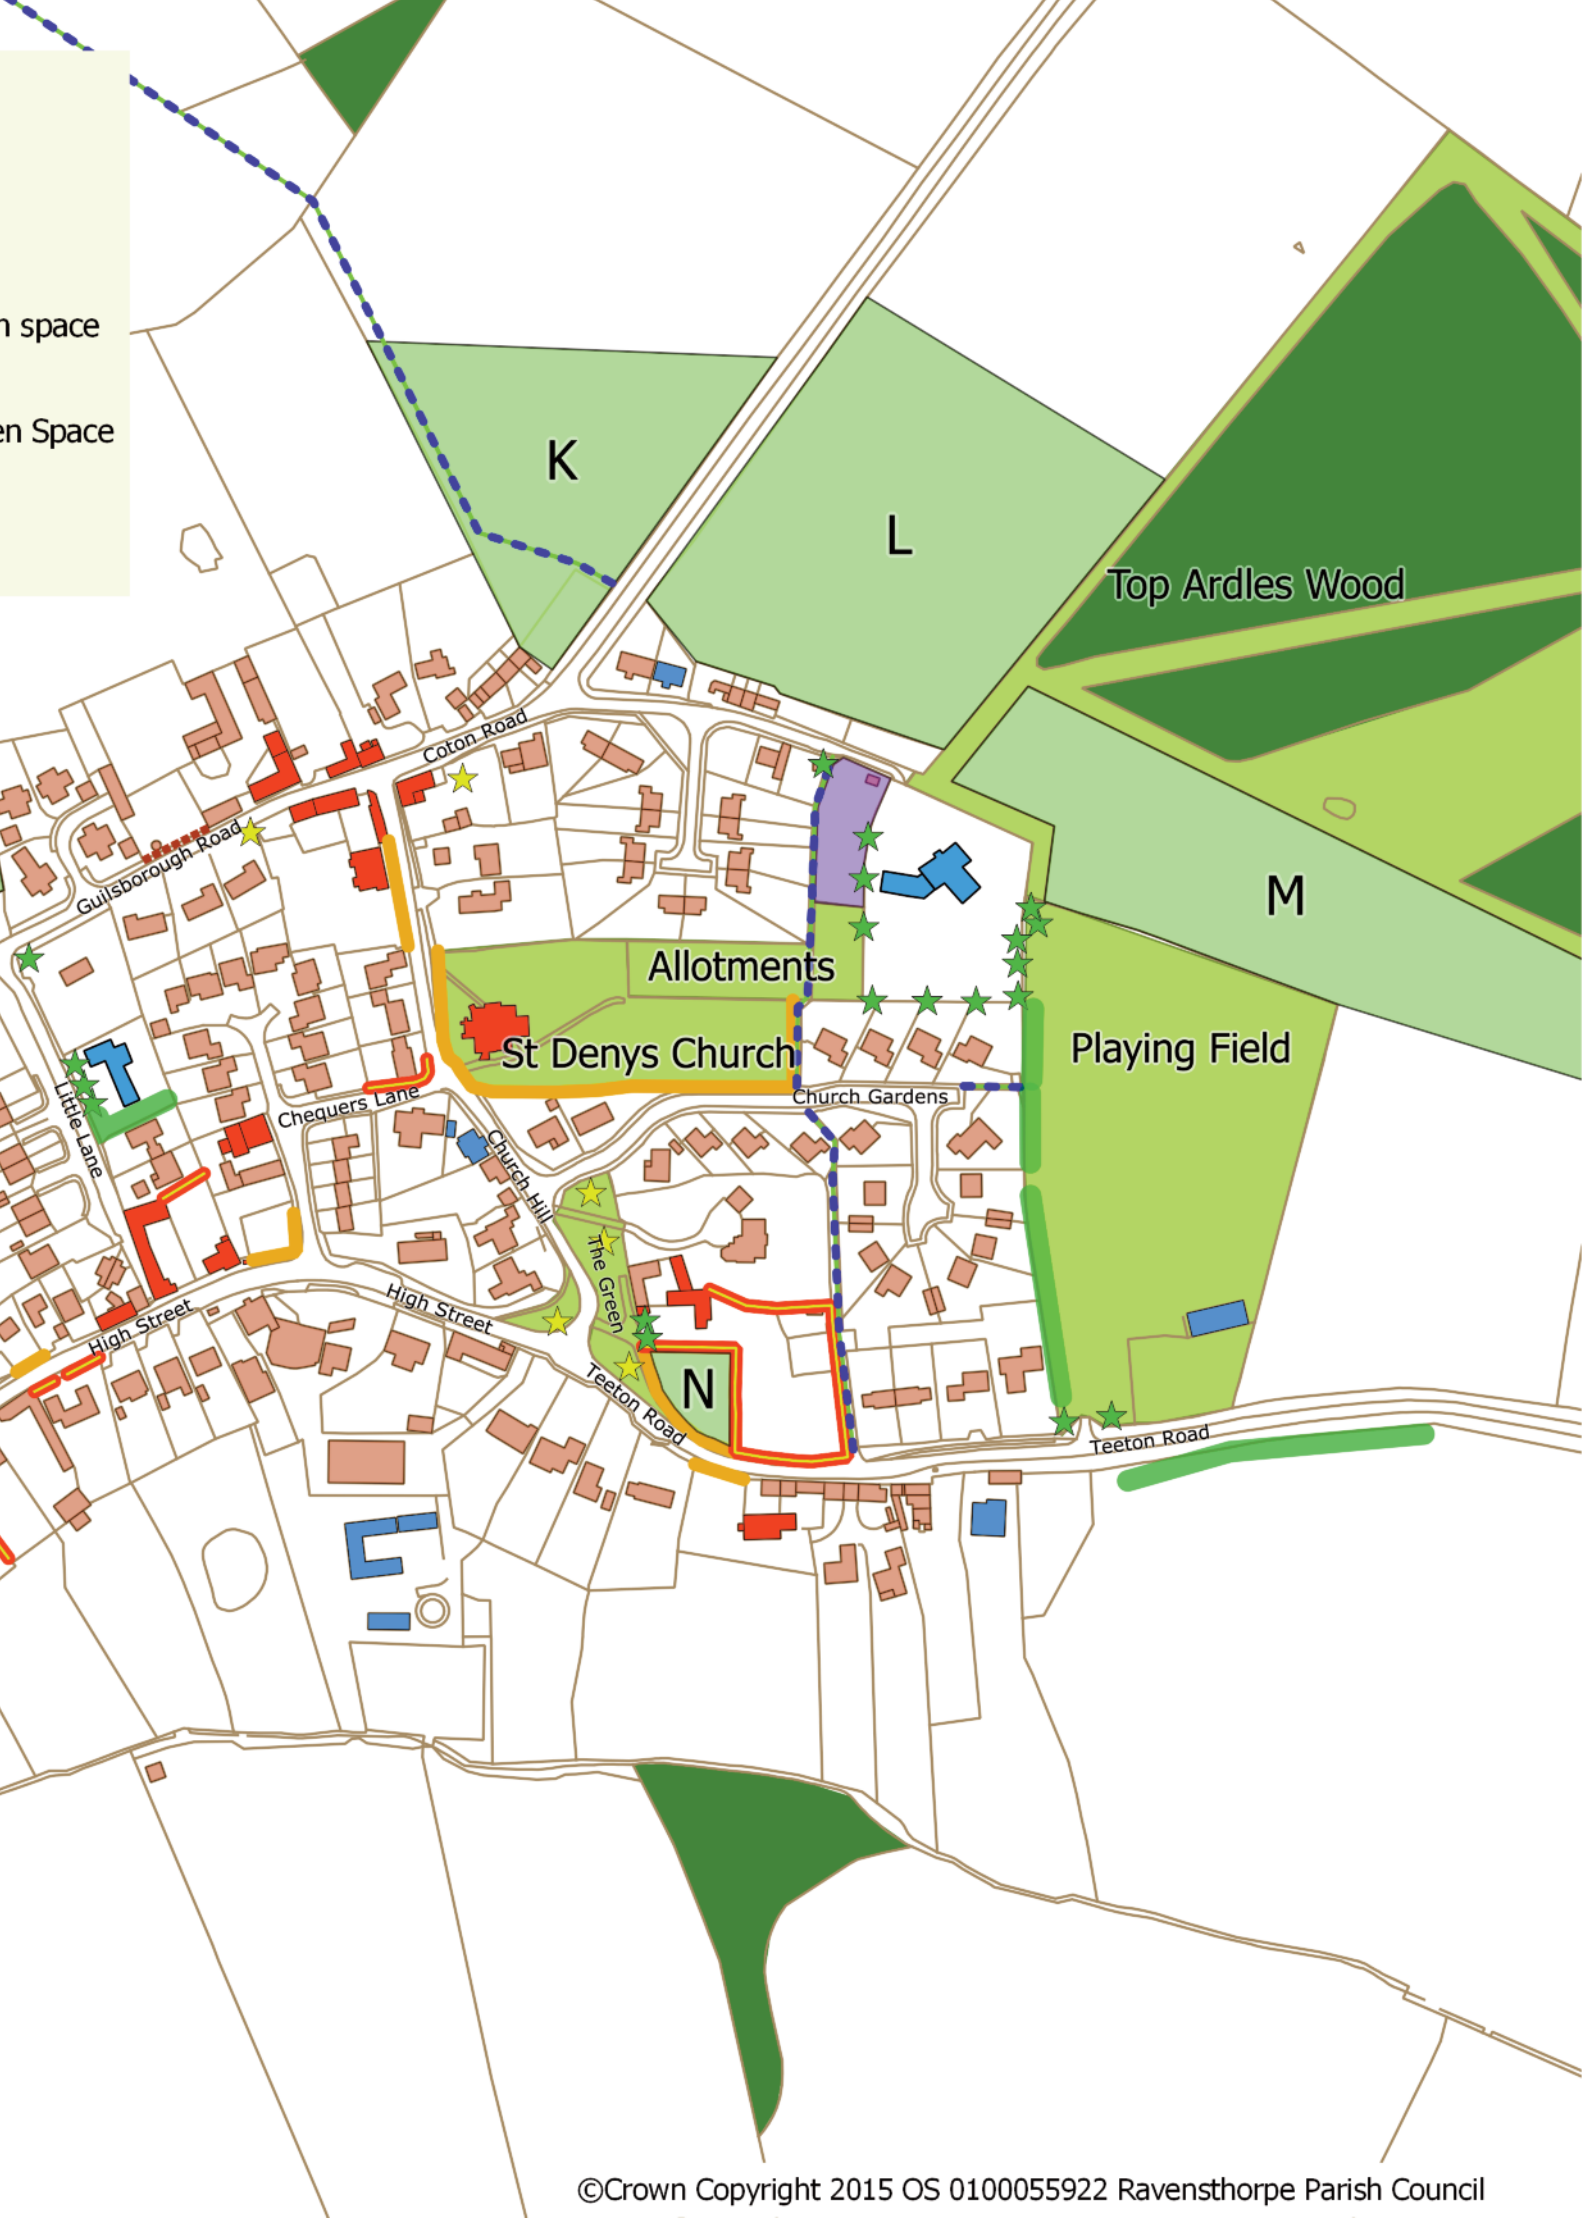 n space
en Space
K
L
Top Ardles Wood
Coton Road
Guilsborough Road
M
Allotments
St Denys Church
Playing Field
Church Gardens
Chequers Lane
Little Lane
Church Hill
The Green
High Street
High Street
N
Teeton Road
Teeton Road
©Crown Copyright 2015 OS 0100055922 Ravensthorpe Parish Council